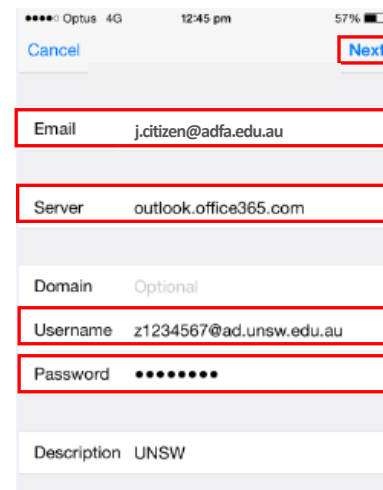 Optus 4G 12:45 pm 57%
Cancel Next
Email j.citizen@adfa.edu.au
Server outlook.office365.com
Domain Optional
Username z1234567@ad.unsw.edu.au
Password ••••••••
Description UNSW